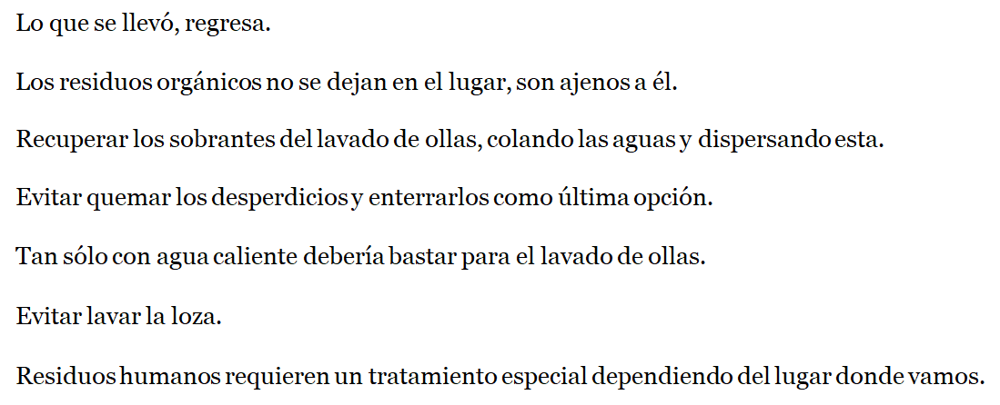 Lo que se llevó, regresa.
Los residuos orgánicos no se dejan en el lugar, son ajenos a él.
Recuperar los sobrantes del lavado de ollas, colando las aguas y dispersando esta.
Evitar quemar los desperdicios y enterrarlos como última opción.
Tan sólo con agua caliente debería bastar para el lavado de ollas.
Evitar lavar la loza.
Residuos humanos requieren un tratamiento especial dependiendo del lugar donde vamos.